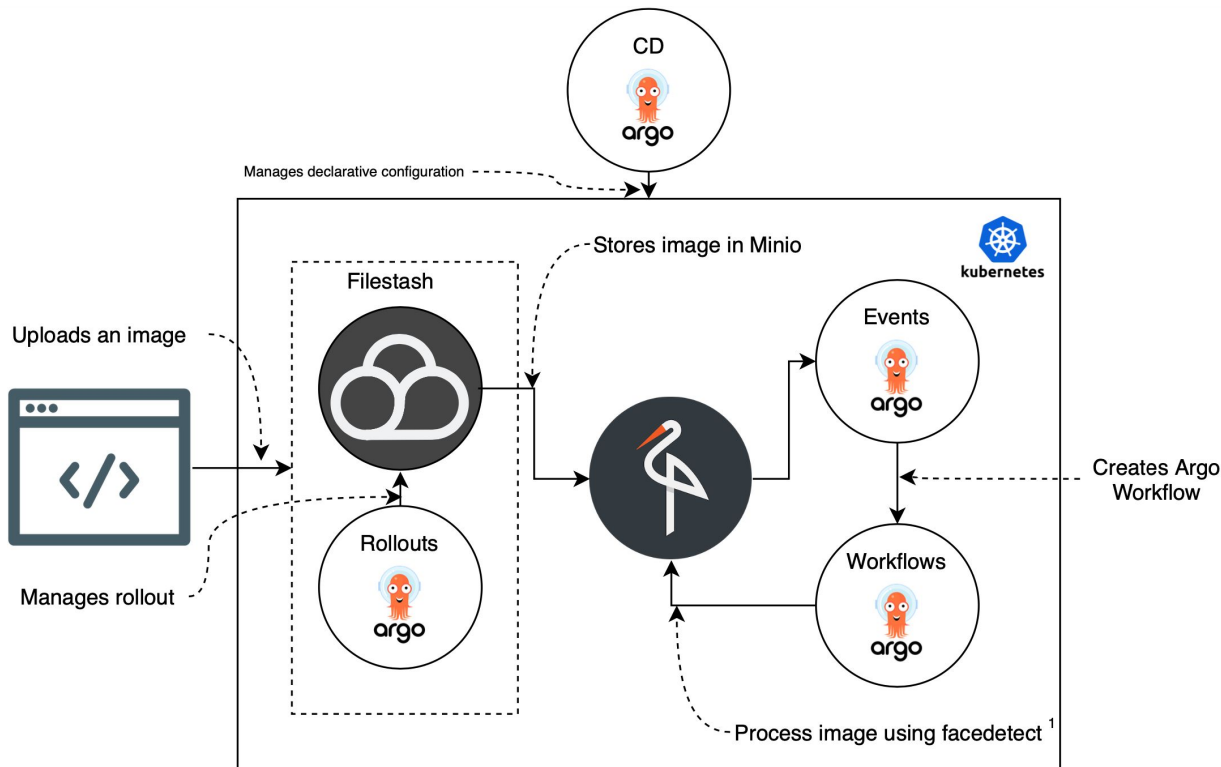 CD
argo
Manages declarative configuration
kubernetes
Stores image in Minio
Filestash
Events
argo
Uploads an image
</>
Creates Argo
Workflow
Rollouts
argo
Workflows
argo
Manages rollout
Process image using facedetect 1